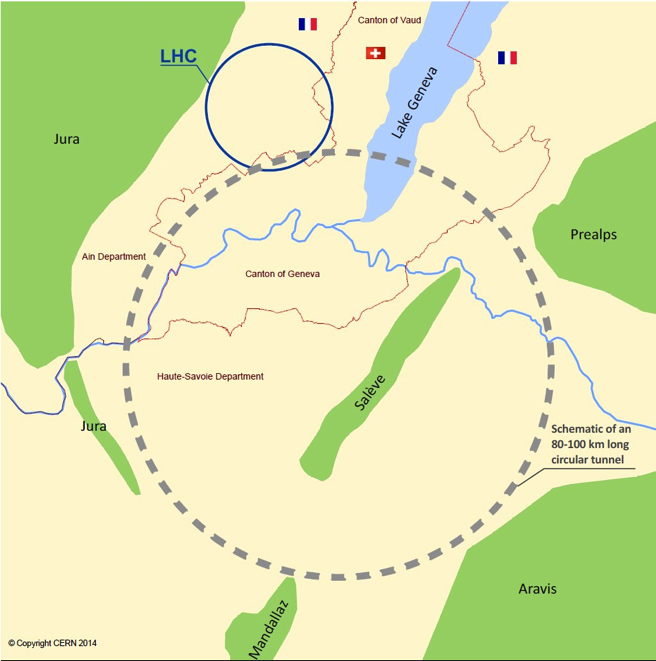 Canton of Vaud
LHC
Lake Geneva
Jura
Prealps
Ain Department
Canton of Geneva
Haute-Savoie Department
Salève
Jura
Schematic of an
80-100 km long
circular tunnel
Aravis
Mandallaz
© Copyright CERN 2014